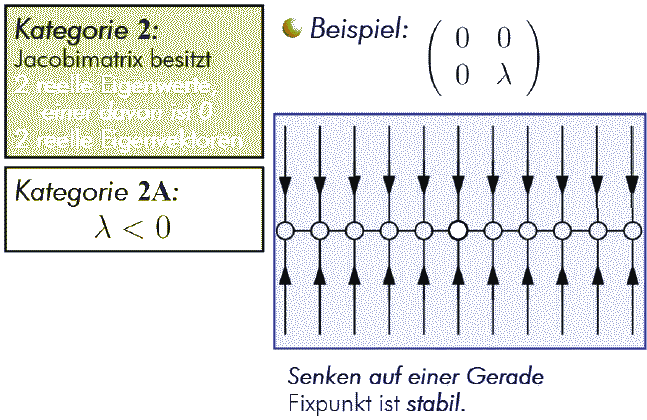 Kategorie 2:
Jacobimatrix besitzt
2 reelle Eigenwerte,
einer davon ist 0
2 reelle Eigenvektoren
Kategorie 2A:
λ < 0
Beispiel:
0 0
0 λ
Senken auf einer Gerade
Fixpunkt ist stabil.